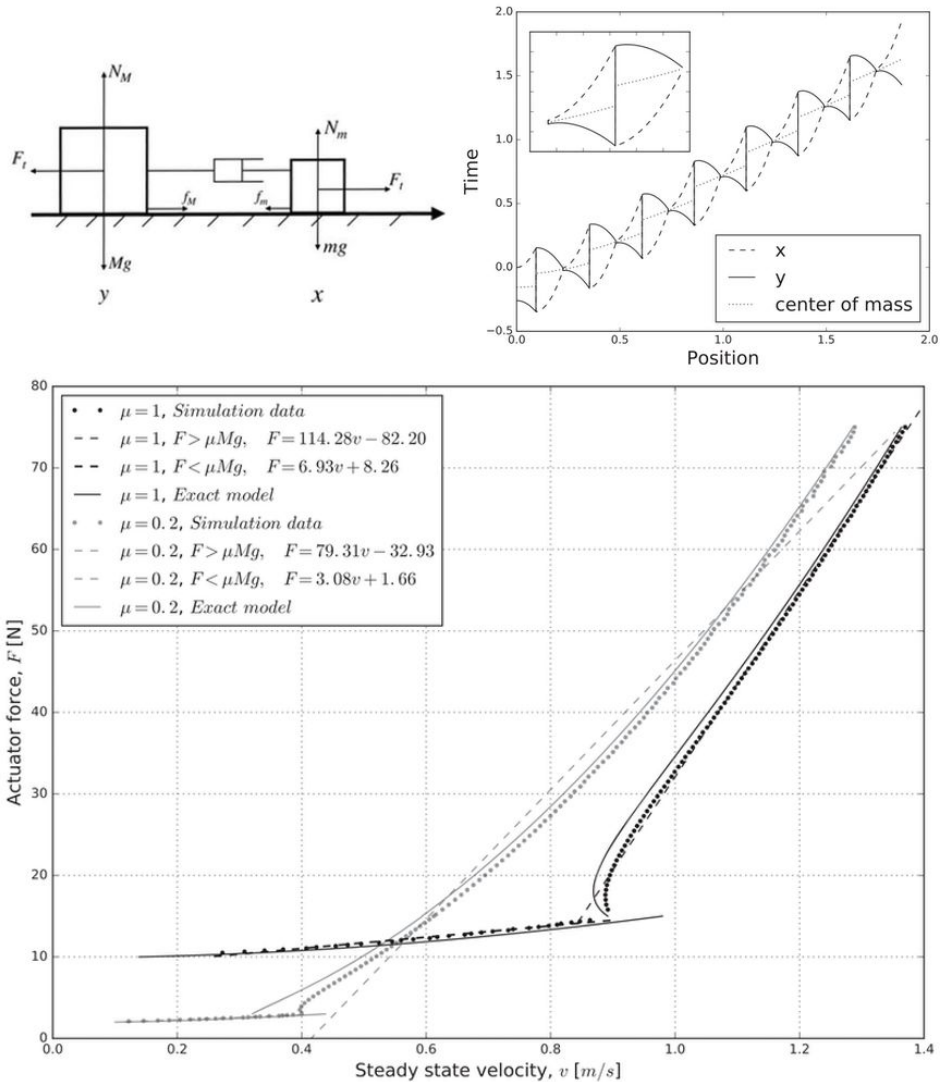 N_M
F_t
f_M
Mg
y
N_m
F_t
f_m
mg
x
2.0
1.5
1.0
0.5
0.0
−0.5
Time
x
y
center of mass
0.0 0.5 1.0 1.5 2.0
Position
80
70
60
50
40
30
20
10
0
Actuator force, F [N]
μ = 1, Simulation data
μ = 1, F > μMg, F = 114.28v − 82.20
μ = 1, F < μMg, F = 6.93v + 8.26
μ = 1, Exact model
μ = 0.2, Simulation data
μ = 0.2, F > μMg, F = 79.31v − 32.93
μ = 0.2, F < μMg, F = 3.08v + 1.66
μ = 0.2, Exact model
0.0 0.2 0.4 0.6 0.8 1.0 1.2 1.4
Steady state velocity, v [m/s]